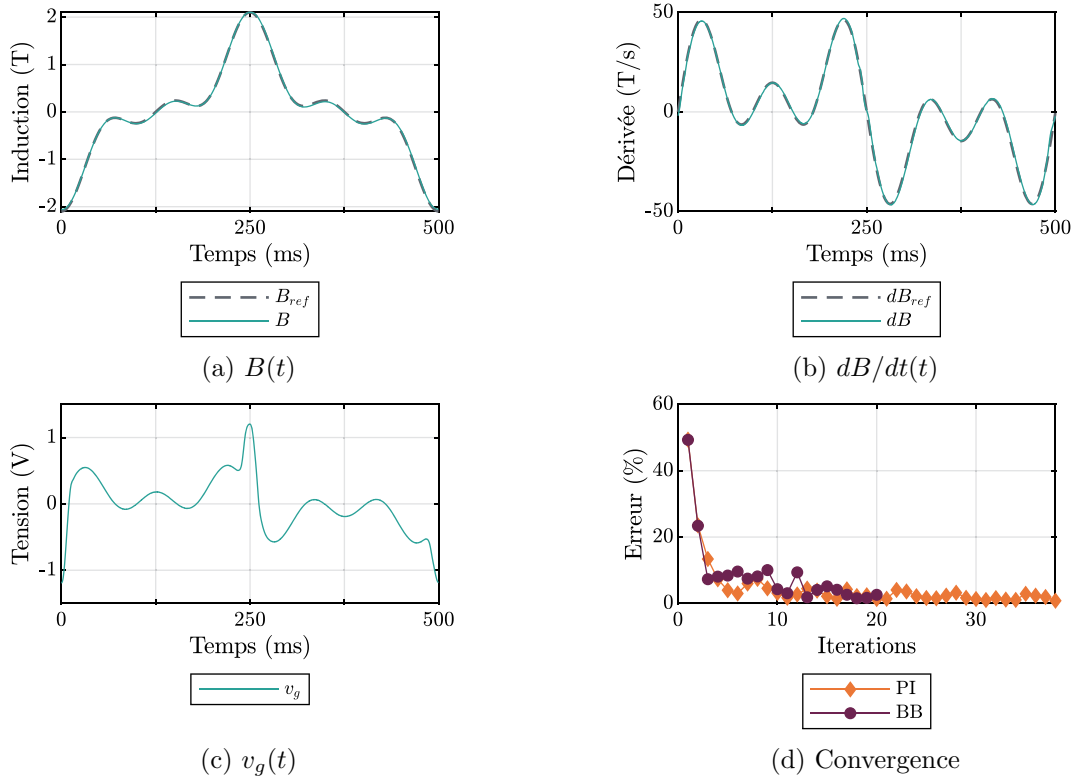 2
1
0
-1
-2
Induction (T)
0
250
500
Temps (ms)
B_ref
B
(a) B(t)
50
0
-50
Dérivée (T/s)
0
250
500
Temps (ms)
dB_ref
dB
(b) dB/dt(t)
1
0
-1
Tension (V)
0
250
500
Temps (ms)
v_g
(c) v_g(t)
60
40
20
0
Erreur (%)
0
10
20
30
Iterations
PI
BB
(d) Convergence